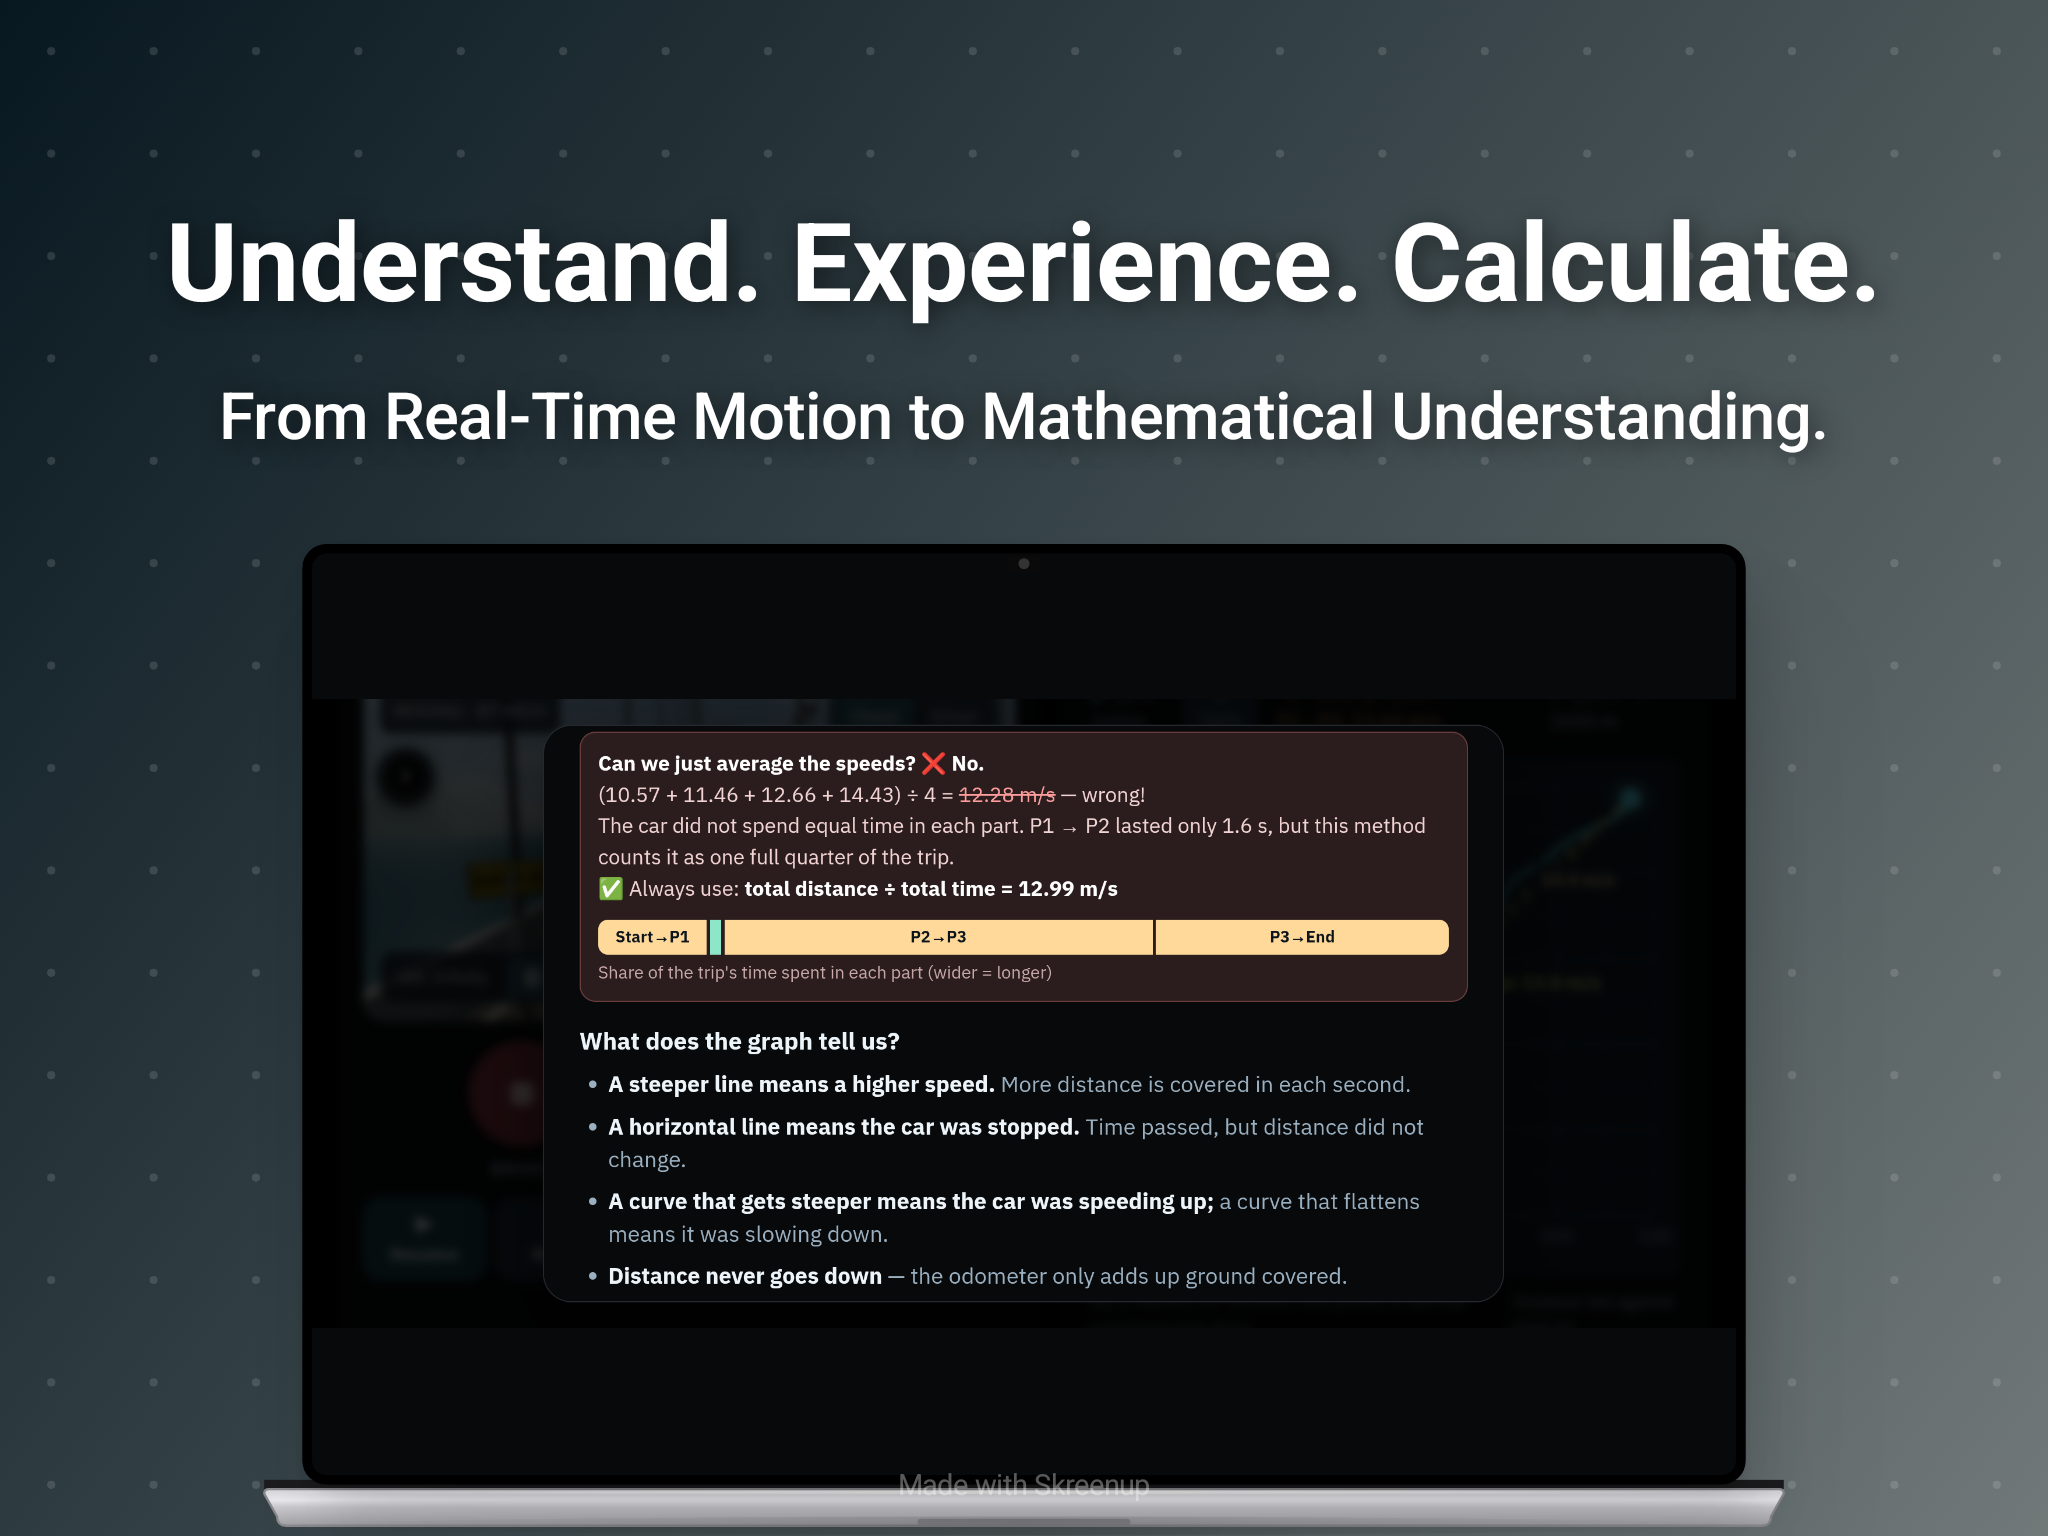 Understand. Experience. Calculate.
From Real-Time Motion to Mathematical Understanding.
Can we just average the speeds? ❌ No.
(10.57 + 11.46 + 12.66 + 14.43) ÷ 4 = 12.28 m/s — wrong!
The car did not spend equal time in each part. P1 → P2 lasted only 1.6 s, but this method
counts it as one full quarter of the trip.
✅ Always use: total distance ÷ total time = 12.99 m/s
Start→P1 P2→P3 P3→End
Share of the trip's time spent in each part (wider = longer)
What does the graph tell us?
• A steeper line means a higher speed. More distance is covered in each second.
• A horizontal line means the car was stopped. Time passed, but distance did not
change.
• A curve that gets steeper means the car was speeding up; a curve that flattens
means it was slowing down.
• Distance never goes down — the odometer only adds up ground covered.
Made with Skreenup